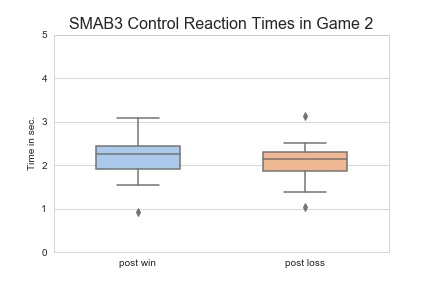 SMAB3 Control Reaction Times in Game 2
5
4
3
2
1
0
Time in sec.
post win
post loss